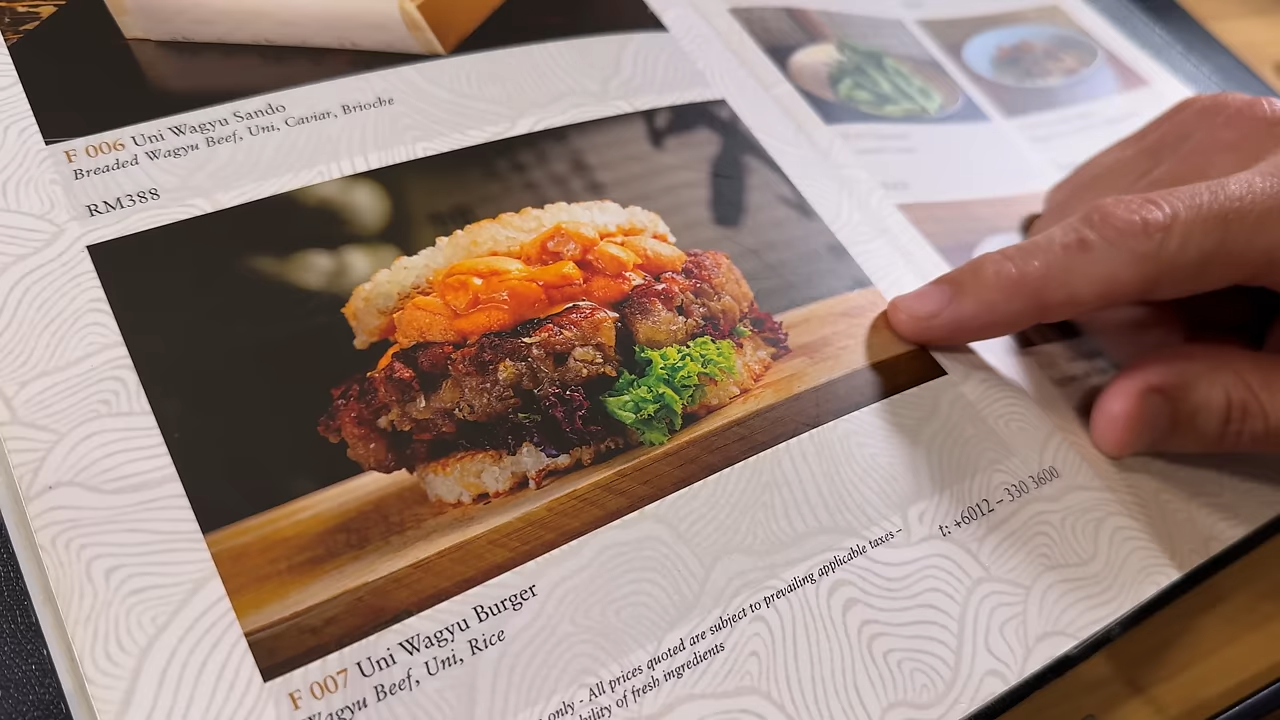 F 006 Uni Wagyu Sando
Breaded Wagyu Beef, Uni, Caviar, Brioche
RM388
F 007 Uni Wagyu Burger
Wagyu Beef, Uni, Rice
only - All prices quoted are subject to prevailing applicable taxes –
of fresh ingredients
t: +6012 – 330 3600